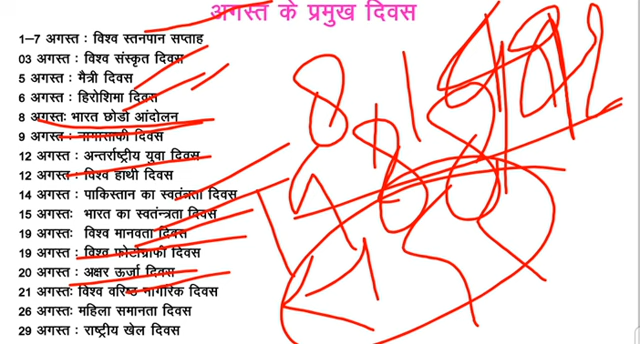 अगस्त के प्रमुख दिवस
1–7 अगस्त : विश्व स्तनपान सप्ताह
03 अगस्त : विश्व संस्कृत दिवस
5 अगस्त : मैत्री दिवस
6 अगस्त : हिरोशिमा दिवस
8 अगस्तः भारत छोडो आंदोलन
9 अगस्त : नागासाकी दिवस
12 अगस्त : अन्तर्राष्ट्रीय युवा दिवस
12 अगस्त : विश्व हाथी दिवस
14 अगस्त : पाकिस्तान का स्वतंत्रता दिवस
15 अगस्तः भारत का स्वतंन्त्रता दिवस
19 अगस्तः विश्व मानवता दिवस
19 अगस्त : विश्व फोटोग्राफी दिवस
20 अगस्त : अक्षर ऊर्जा दिवस
21 अगस्तः विश्व वरिष्ठ नागरिक दिवस
26 अगस्तः महिला समानता दिवस
29 अगस्त : राष्ट्रीय खेल दिवस